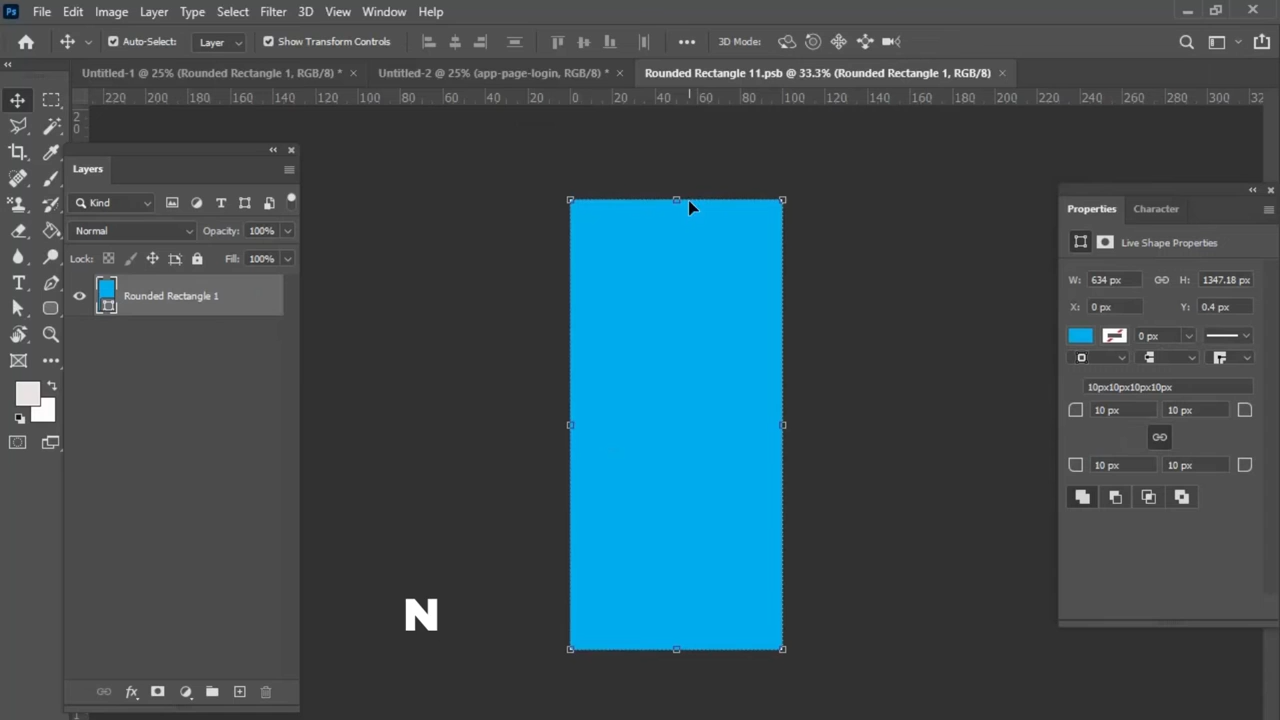 Ps File Edit Image Layer Type Select Filter 3D View Window Help
Auto-Select: Layer Show Transform Controls 3D Mode:
Untitled-1 @ 25% (Rounded Rectangle 1, RGB/8) * Untitled-2 @ 25% (app-page-login, RGB/8) * Rounded Rectangle 11.psb @ 33.3% (Rounded Rectangle 1, RGB/8)
220 200 180 160 140 120 100 80 60 40 20 0 20 40 60 80 100 120 140 160 180 200 220 240 260 280 300 32
2
0
Layers
Kind
Normal Opacity: 100%
Lock: Fill: 100%
Rounded Rectangle 1
fx
Properties Character
Live Shape Properties
W: 634 px H: 1347.18 px
X: 0 px Y: 0.4 px
0 px
10px10px10px10px
10 px 10 px
10 px 10 px
N